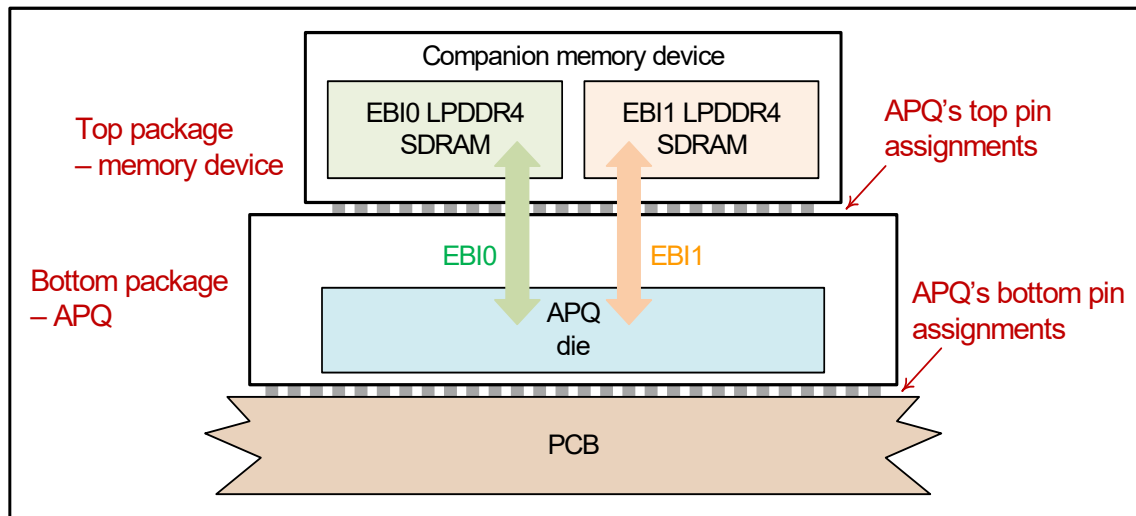 Companion memory device
EBI0 LPDDR4
SDRAM
EBI1 LPDDR4
SDRAM
Top package
– memory device
APQ’s top pin
assignments
EBI0
EBI1
Bottom package
– APQ
APQ
die
APQ’s bottom pin
assignments
PCB